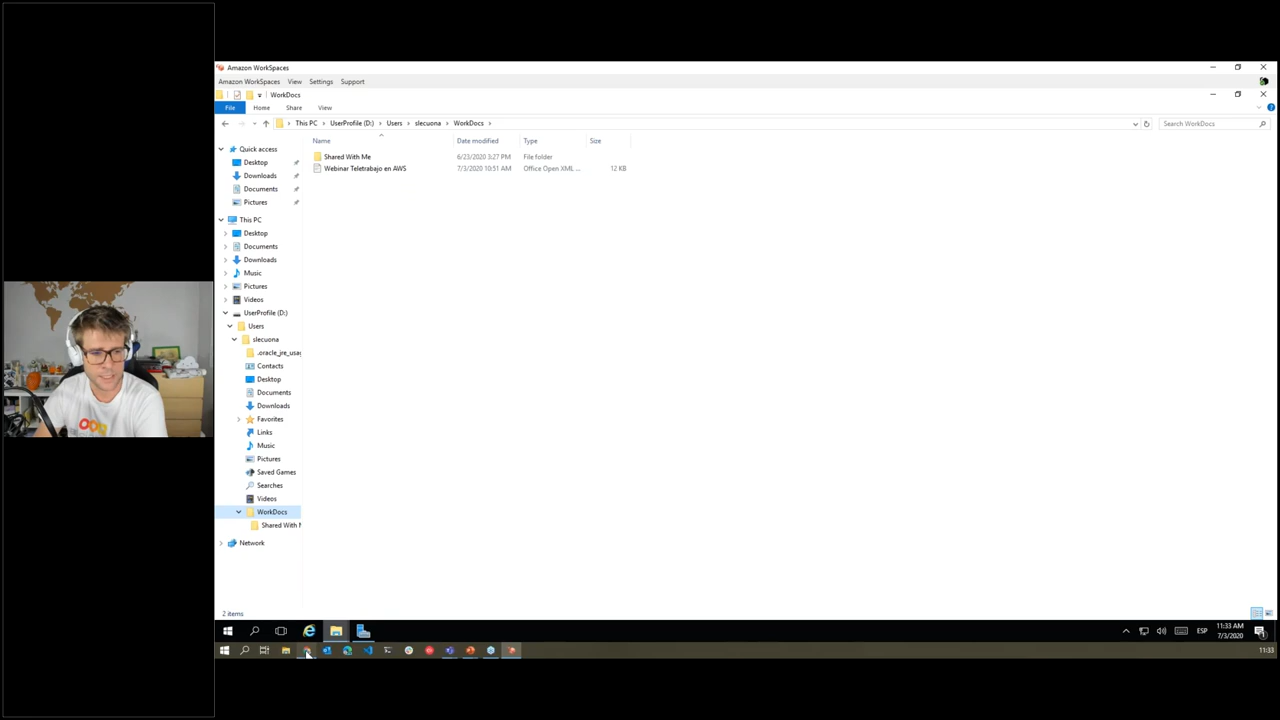 Amazon WorkSpaces
Amazon WorkSpaces View Settings Support
WorkDocs
File Home Share View
This PC UserProfile (D:) Users slecuona WorkDocs
Search WorkDocs
Name Date modified Type Size
Shared With Me 6/23/2020 3:27 PM File folder
Webinar Teletrabajo en AWS 7/3/2020 10:51 AM Office Open XML ... 12 KB
Quick access
Desktop
Downloads
Documents
Pictures
This PC
Desktop
Documents
Downloads
Music
Pictures
Videos
UserProfile (D:)
Users
slecuona
.oracle_jre_usag
Contacts
Desktop
Documents
Downloads
Favorites
Links
Music
Pictures
Saved Games
Searches
Videos
WorkDocs
Shared With M
Network
2 items
ESP
11:33 AM
7/3/2020
11:33